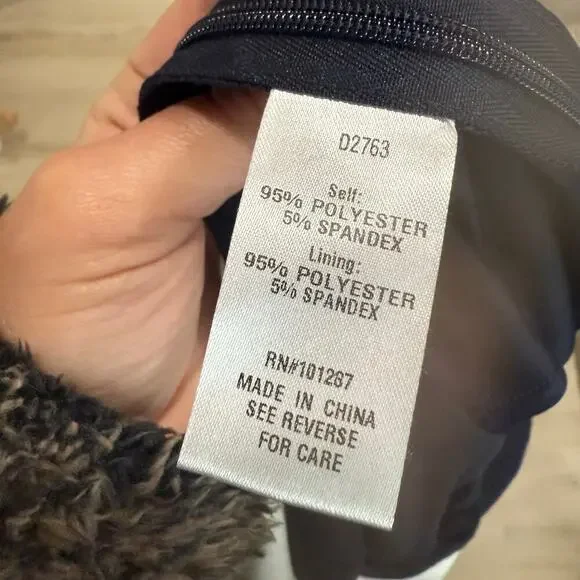 D2763
Self:
95% POLYESTER
5% SPANDEX
Lining:
95% POLYESTER
5% SPANDEX
RN#101287
MADE IN CHINA
SEE REVERSE
FOR CARE